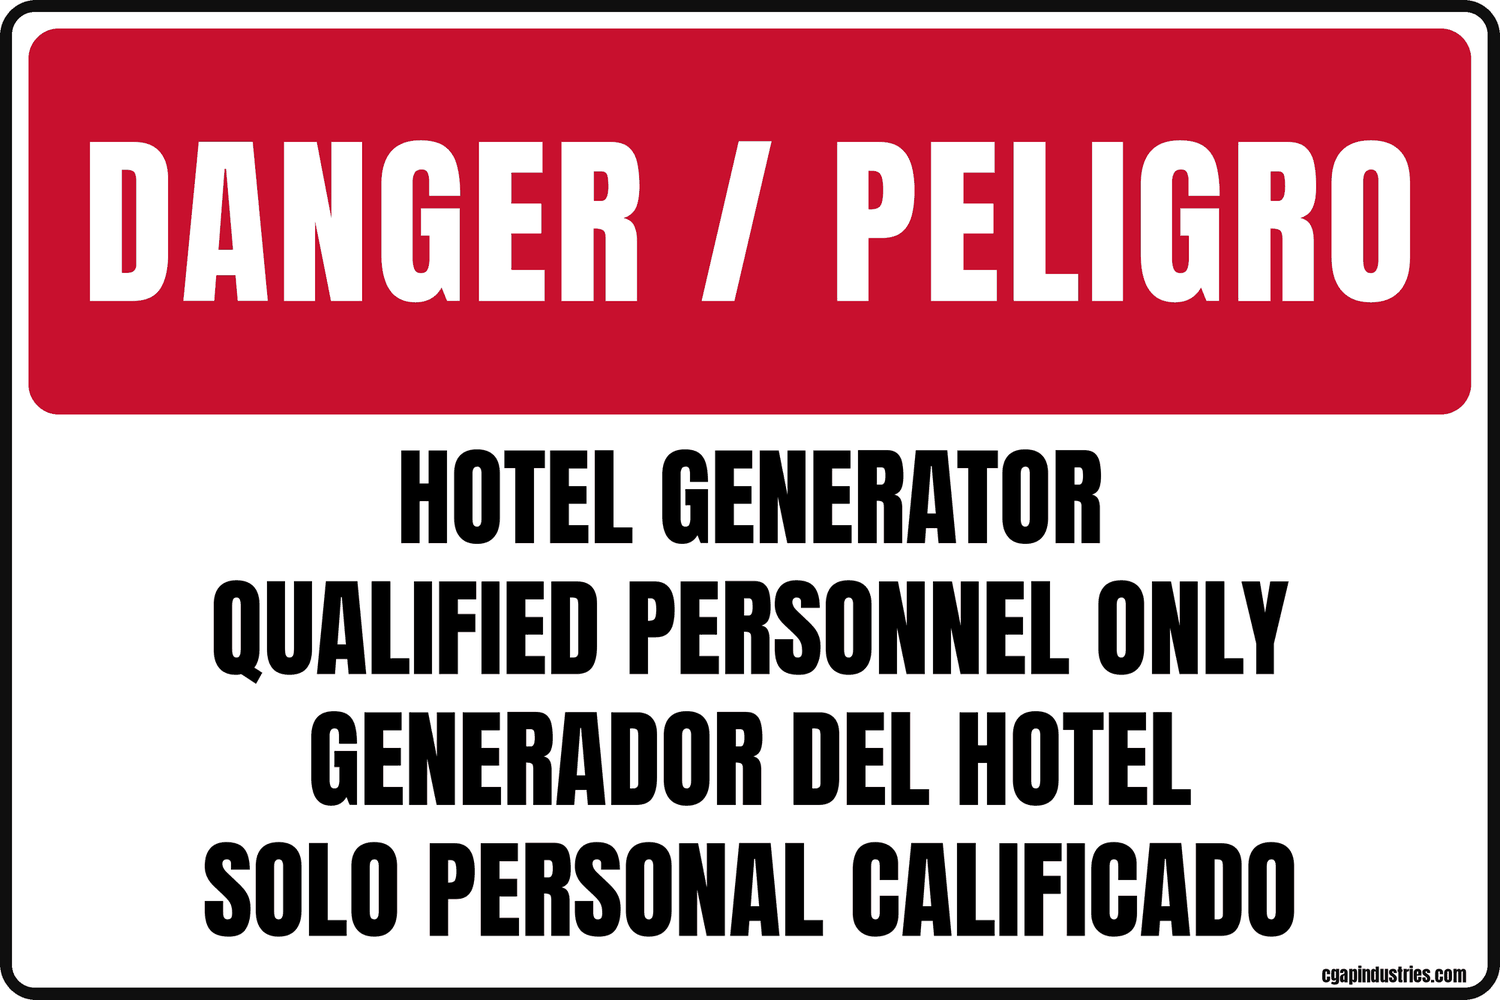 DANGER / PELIGRO
HOTEL GENERATOR
QUALIFIED PERSONNEL ONLY
GENERADOR DEL HOTEL
SOLO PERSONAL CALIFICADO
cgapindustries.com